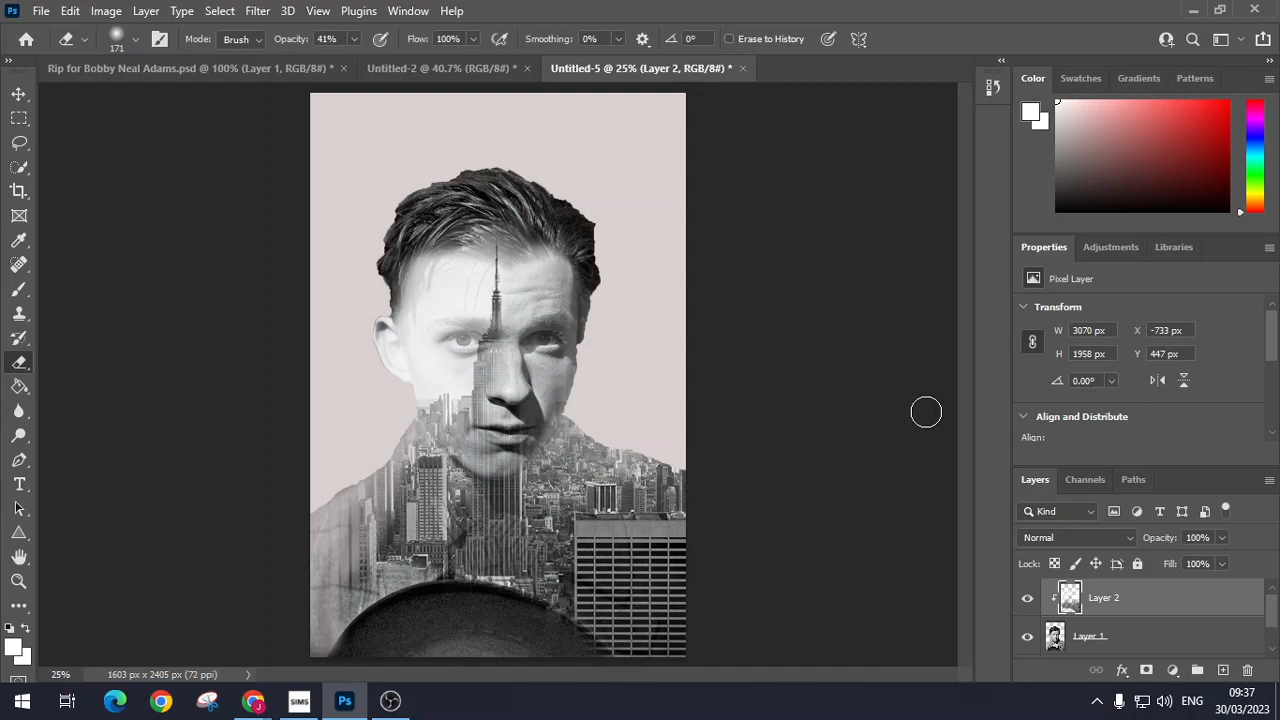 Ps File Edit Image Layer Type Select Filter 3D View Plugins Window Help
171 Mode: Brush Opacity: 41% Flow: 100% Smoothing: 0% 0° Erase to History
Rip for Bobby Neal Adams.psd @ 100% (Layer 1, RGB/8#) * × Untitled-2 @ 40.7% (RGB/8#) * × Untitled-5 @ 25% (Layer 2, RGB/8#) * ×
Color Swatches Gradients Patterns
Properties Adjustments Libraries
Pixel Layer
Transform
W 3070 px X -733 px
H 1958 px Y 447 px
0.00°
Align and Distribute
Align:
Layers Channels Paths
Kind
Normal Opacity: 100%
Lock: Fill: 100%
Layer 2
Layer 1
25% 1603 px x 2405 px (72 ppi)
SIMS Ps ENG 09:37
30/03/2023